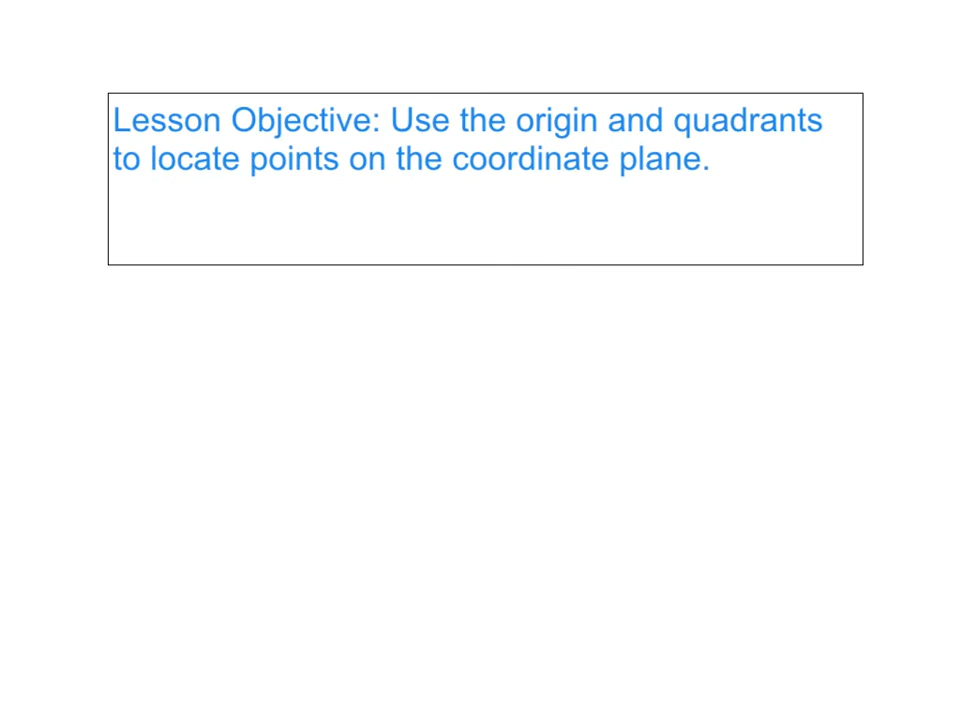 Lesson Objective: Use the origin and quadrants
to locate points on the coordinate plane.